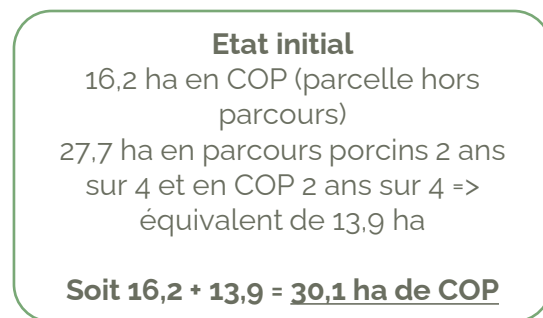 Etat initial
16,2 ha en COP (parcelle hors
parcours)
27,7 ha en parcours porcins 2 ans
sur 4 et en COP 2 ans sur 4 =>
équivalent de 13,9 ha
Soit 16,2 + 13,9 = 30,1 ha de COP